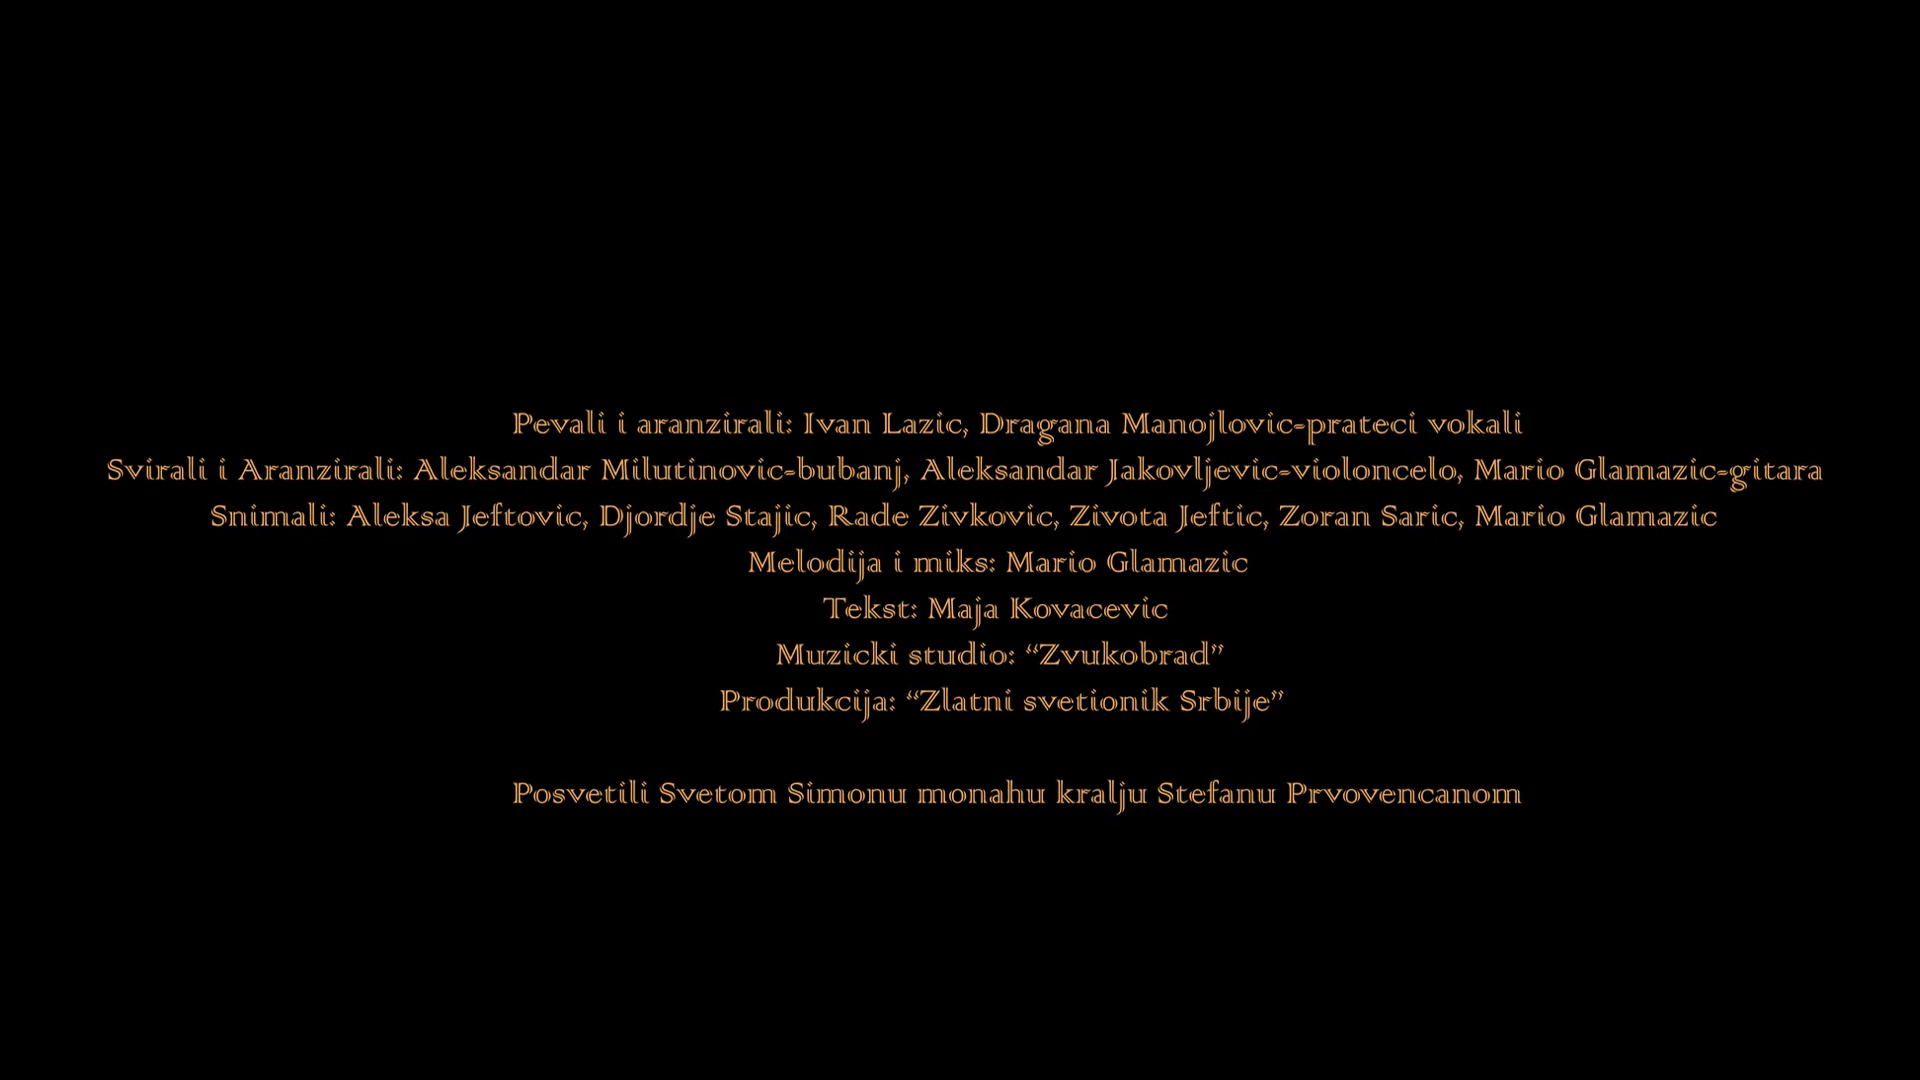 Pevali i aranzirali: Ivan Lazic, Dragana Manojlovic-prateci vokali
Svirali i Aranzirali: Aleksandar Milutinovic-bubanj, Aleksandar Jakovljevic-violoncelo, Mario Glamazic-gitara
Snimali: Aleksa Jeftovic, Djordje Stajic, Rade Zivkovic, Zivota Jeftic, Zoran Saric, Mario Glamazic
Melodija i miks: Mario Glamazic
Tekst: Maja Kovacevic
Muzicki studio: “Zvukobrad”
Produkcija: “Zlatni svetionik Srbije”
Posvetili Svetom Simonu monahu kralju Stefanu Prvovencanom